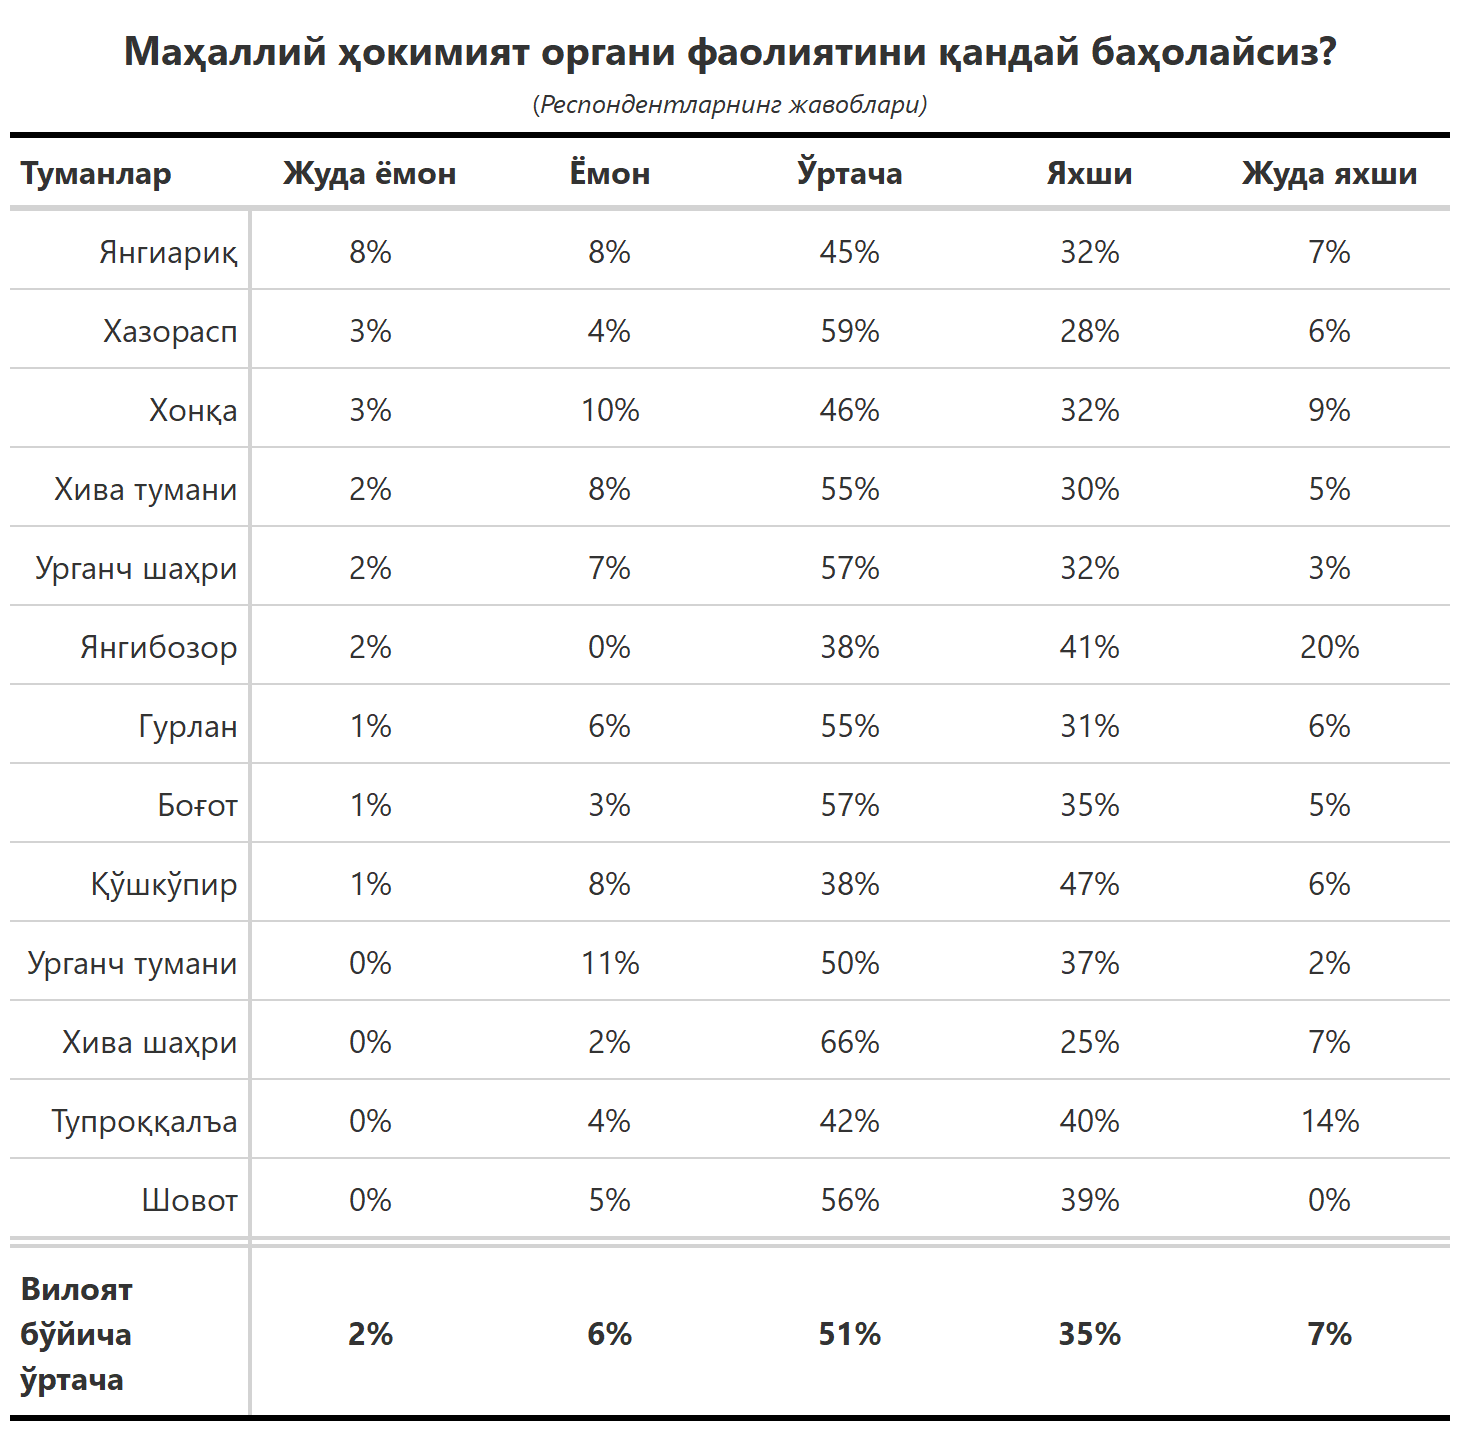 Маҳаллий ҳокимият органи фаолиятини қандай баҳолайсиз?
(Респондентларнинг жавоблари)
Туманлар Жуда ёмон Ёмон Ўртача Яхши Жуда яхши
Янгиариқ 8% 8% 45% 32% 7%
Хазорасп 3% 4% 59% 28% 6%
Хонқа 3% 10% 46% 32% 9%
Хива тумани 2% 8% 55% 30% 5%
Урганч шаҳри 2% 7% 57% 32% 3%
Янгибозор 2% 0% 38% 41% 20%
Гурлан 1% 6% 55% 31% 6%
Боғот 1% 3% 57% 35% 5%
Қўшкўпир 1% 8% 38% 47% 6%
Урганч тумани 0% 11% 50% 37% 2%
Хива шаҳри 0% 2% 66% 25% 7%
Тупроққалъа 0% 4% 42% 40% 14%
Шовот 0% 5% 56% 39% 0%
Вилоят
бўйича
ўртача 2% 6% 51% 35% 7%